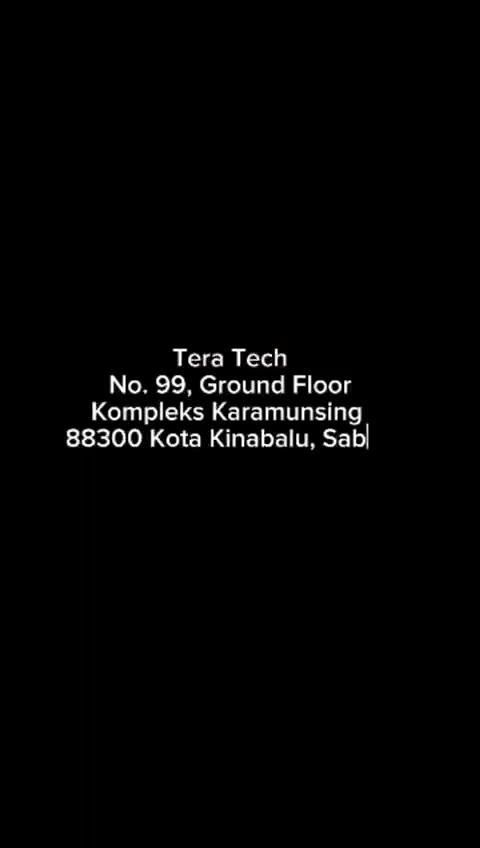 Tera Tech
No. 99, Ground Floor
Kompleks Karamunsing
88300 Kota Kinabalu, Sab